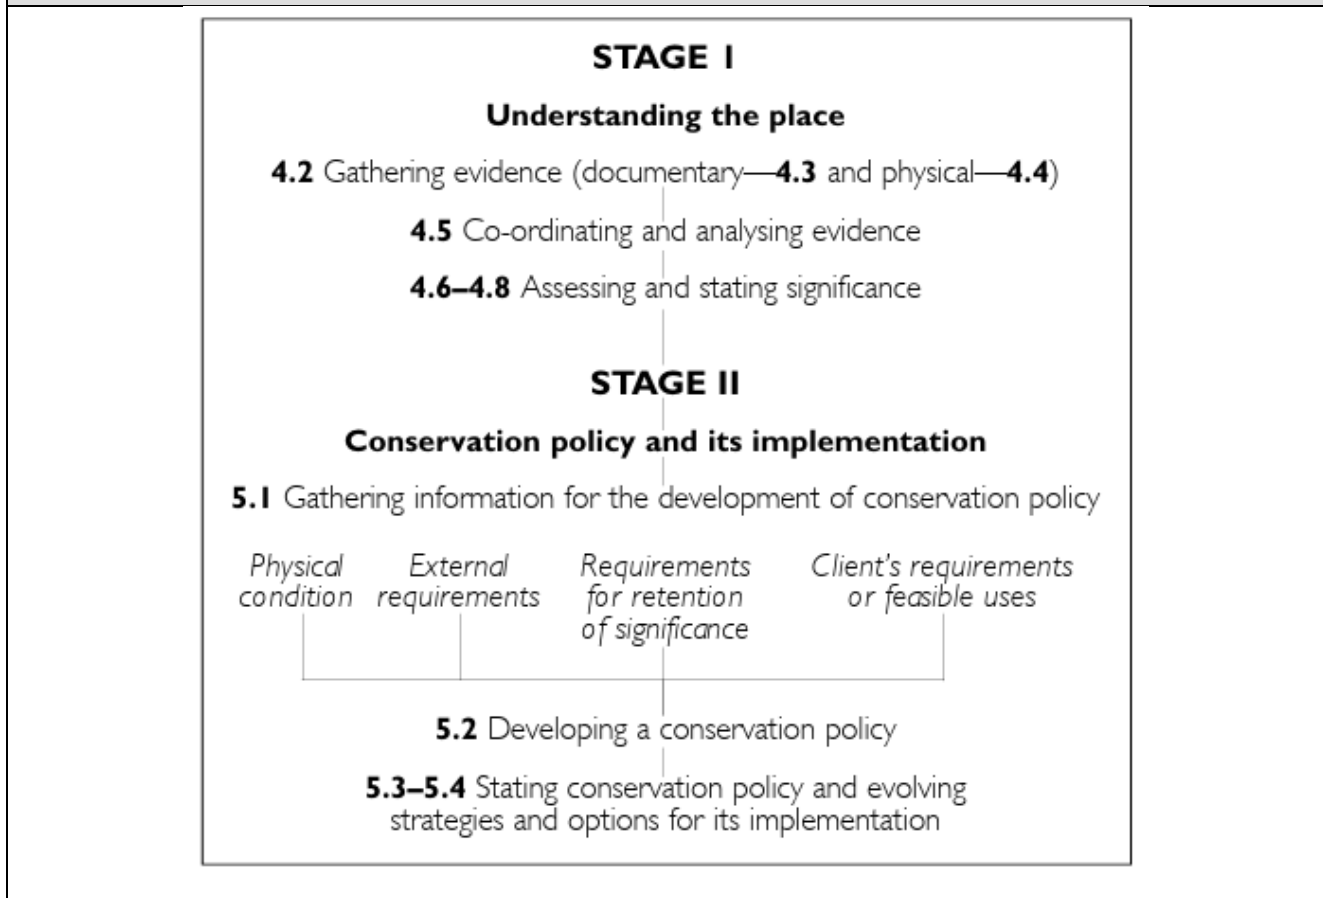 STAGE I
Understanding the place
4.2 Gathering evidence (documentary—4.3 and physical—4.4)
4.5 Co-ordinating and analysing evidence
4.6–4.8 Assessing and stating significance
STAGE II
Conservation policy and its implementation
5.1 Gathering information for the development of conservation policy
Physical
condition
External
requirements
Requirements
for retention
of significance
Client's requirements
or feasible uses
5.2 Developing a conservation policy
5.3–5.4 Stating conservation policy and evolving
strategies and options for its implementation